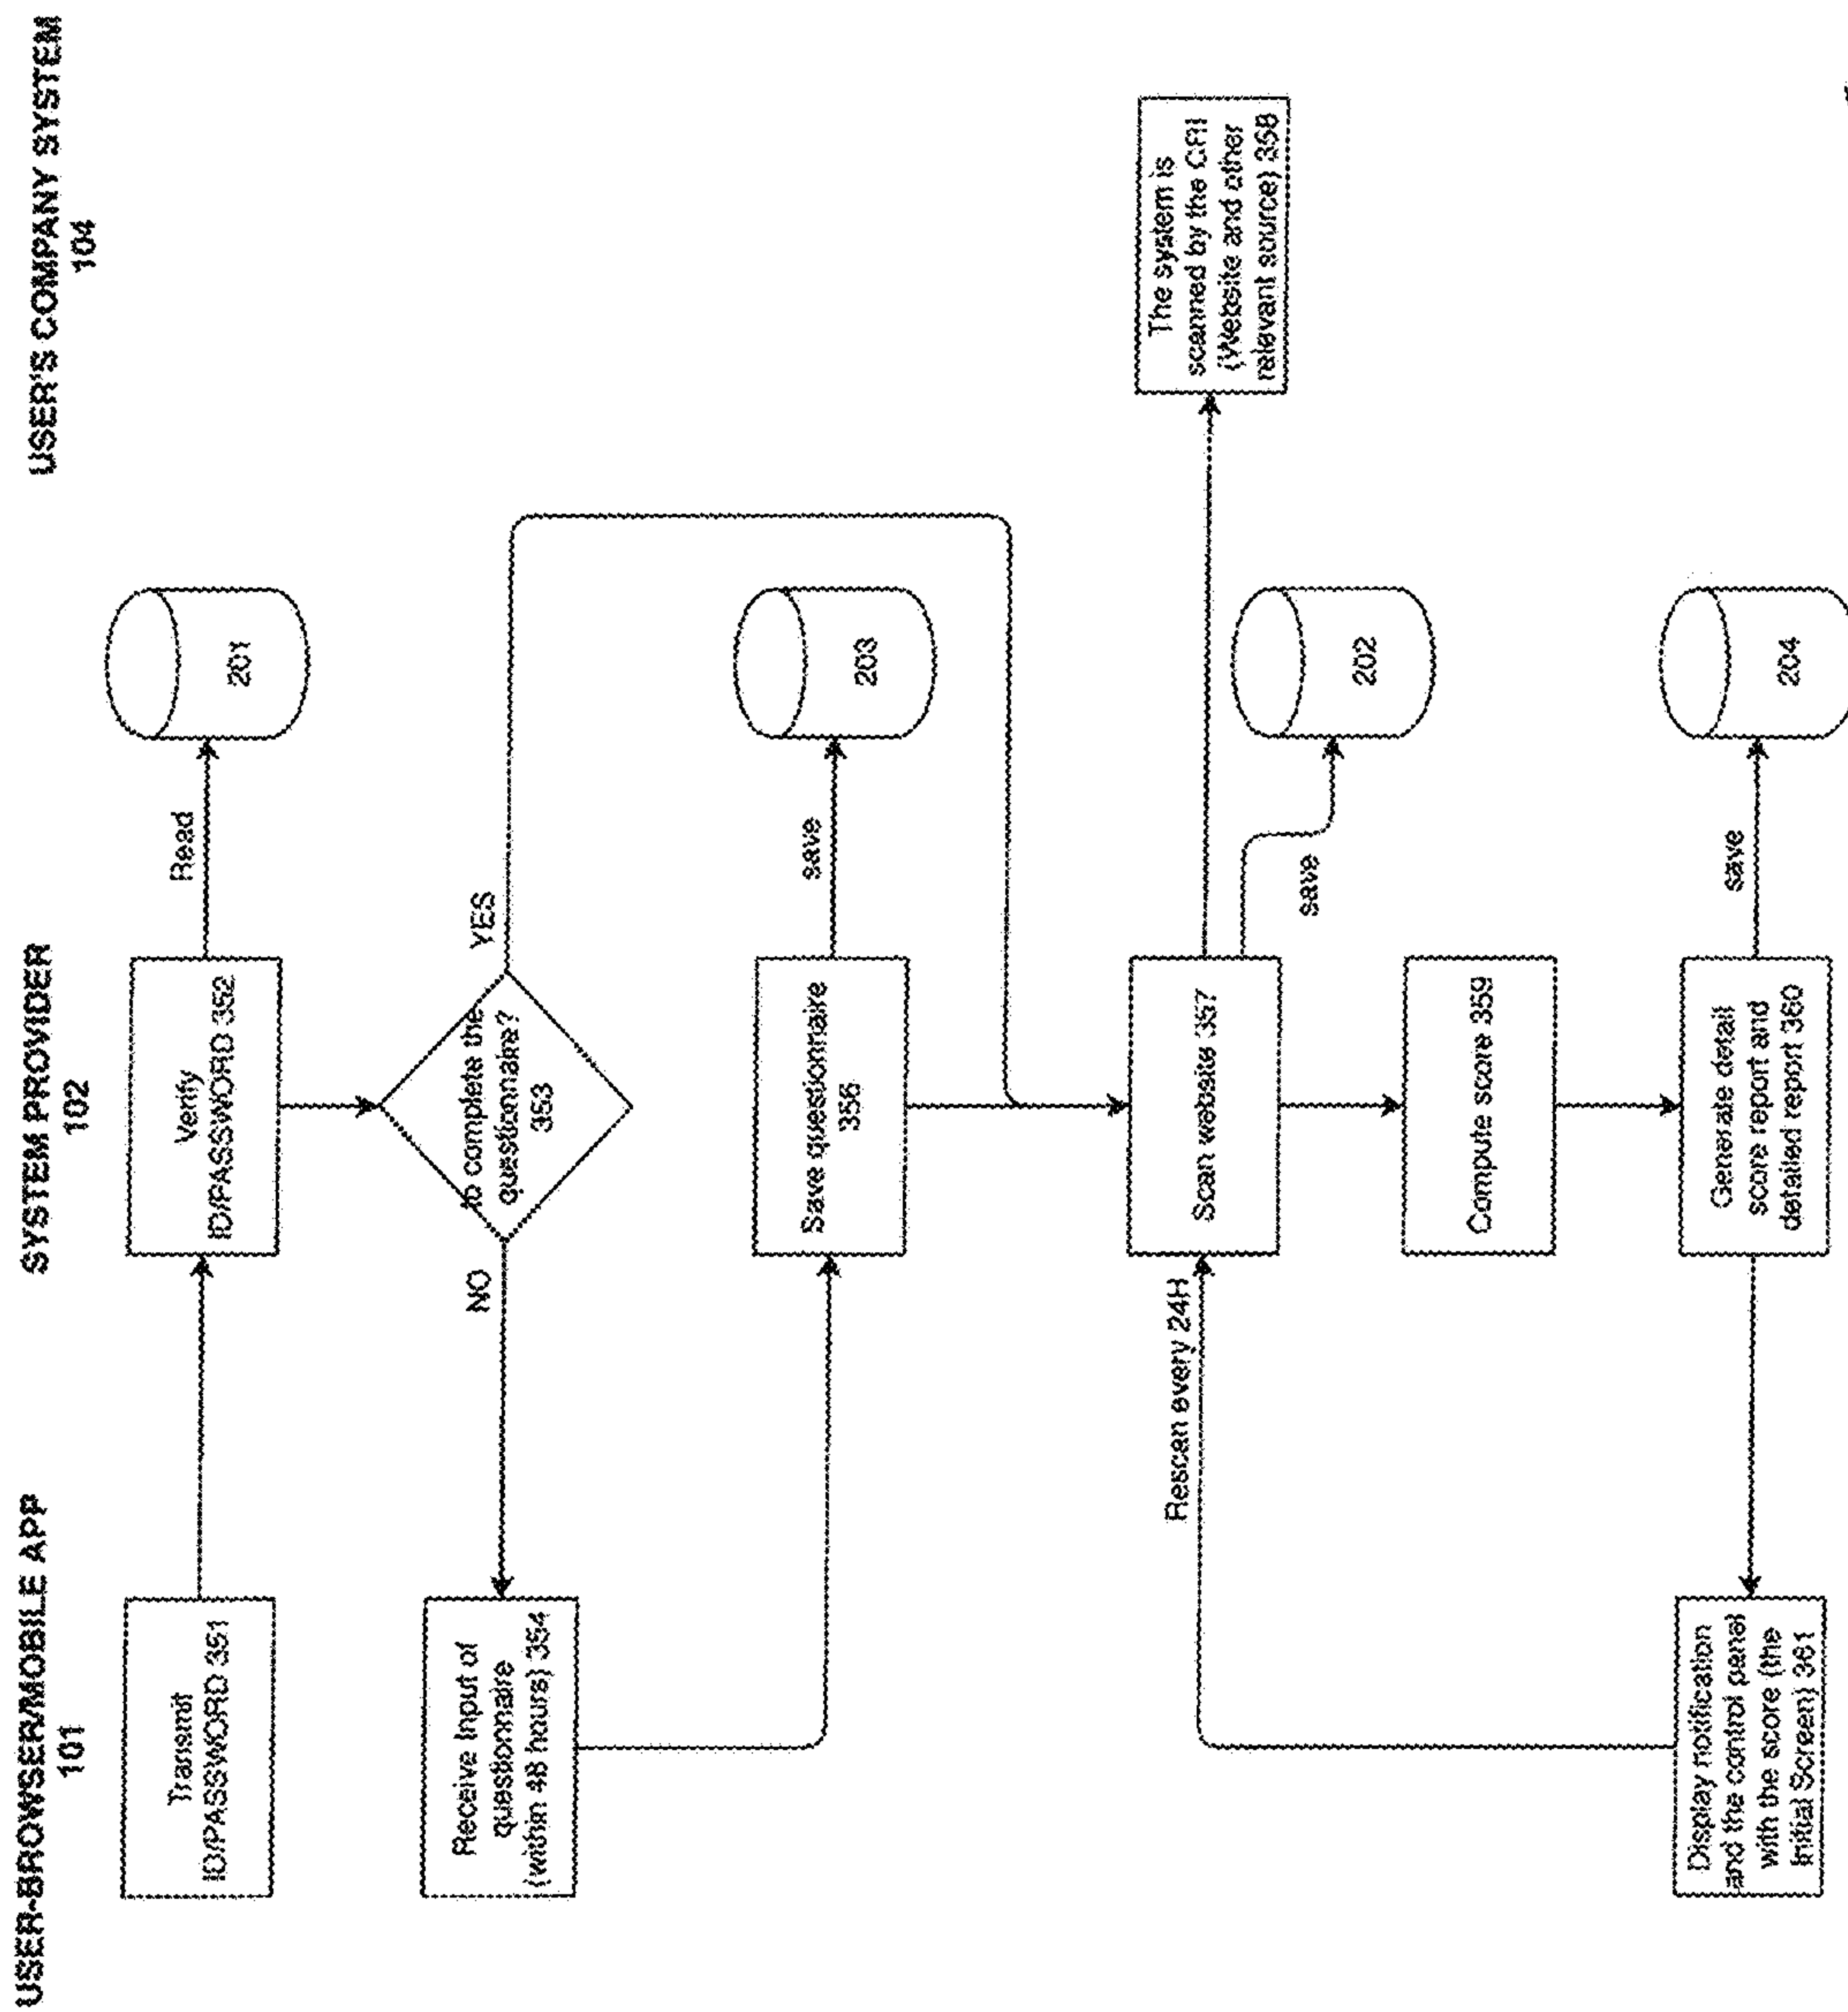 USER-BROWSER/MOBILE APP
101
SYSTEM PROVIDER
102
USER'S COMPANY SYSTEM
104
Transmit
ID/PASSWORD 351
Verify
ID/PASSWORD 352
Read
201
to complete the
questionnaire?
353
NO
YES
Receive Input of
questionnaire
(within 48 hours) 354
Save questionnaire
356
save
203
Rescan every 24H
Scan website 357
The system is
scanned by the CRI
(Website and other
relevant source) 358
save
202
Compute score 359
Generate detail
score report and
detailed report 360
save
204
Display notification
and the control panel
with the score (the
Initial Screen) 361